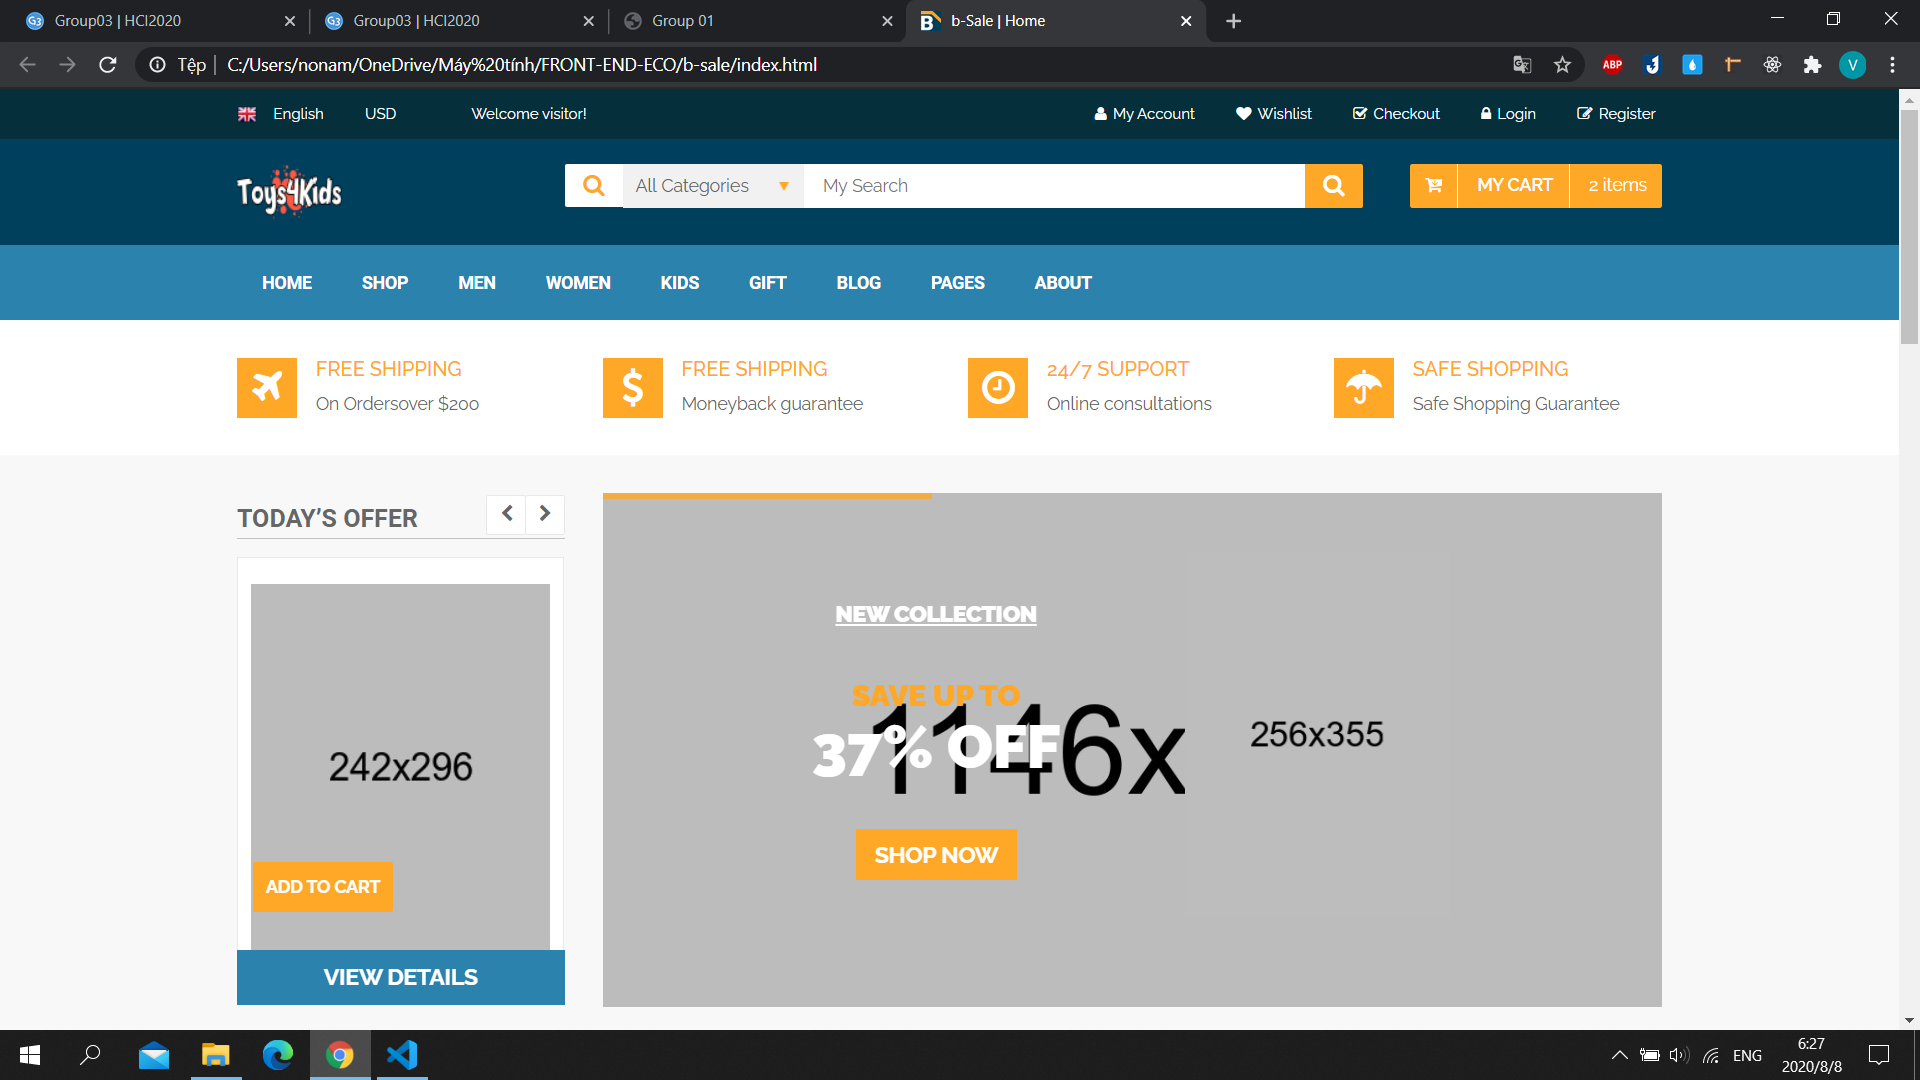 Group03 | HCI2020
Group03 | HCI2020
Group 01
b-Sale | Home
Tệp
C:/Users/nonam/OneDrive/Máy%20tính/FRONT-END-ECO/b-sale/index.html
ABP
V
English
USD
Welcome visitor!
My Account
Wishlist
Checkout
Login
Register
Toys4Kids
All Categories
My Search
MY CART
2 items
HOME
SHOP
MEN
WOMEN
KIDS
GIFT
BLOG
PAGES
ABOUT
FREE SHIPPING
On Ordersover $200
FREE SHIPPING
Moneyback guarantee
24/7 SUPPORT
Online consultations
SAFE SHOPPING
Safe Shopping Guarantee
TODAY’S OFFER
242x296
ADD TO CART
VIEW DETAILS
NEW COLLECTION
SAVE UP TO
37% OFF
1146x
256x355
SHOP NOW
ENG
6:27
2020/8/8